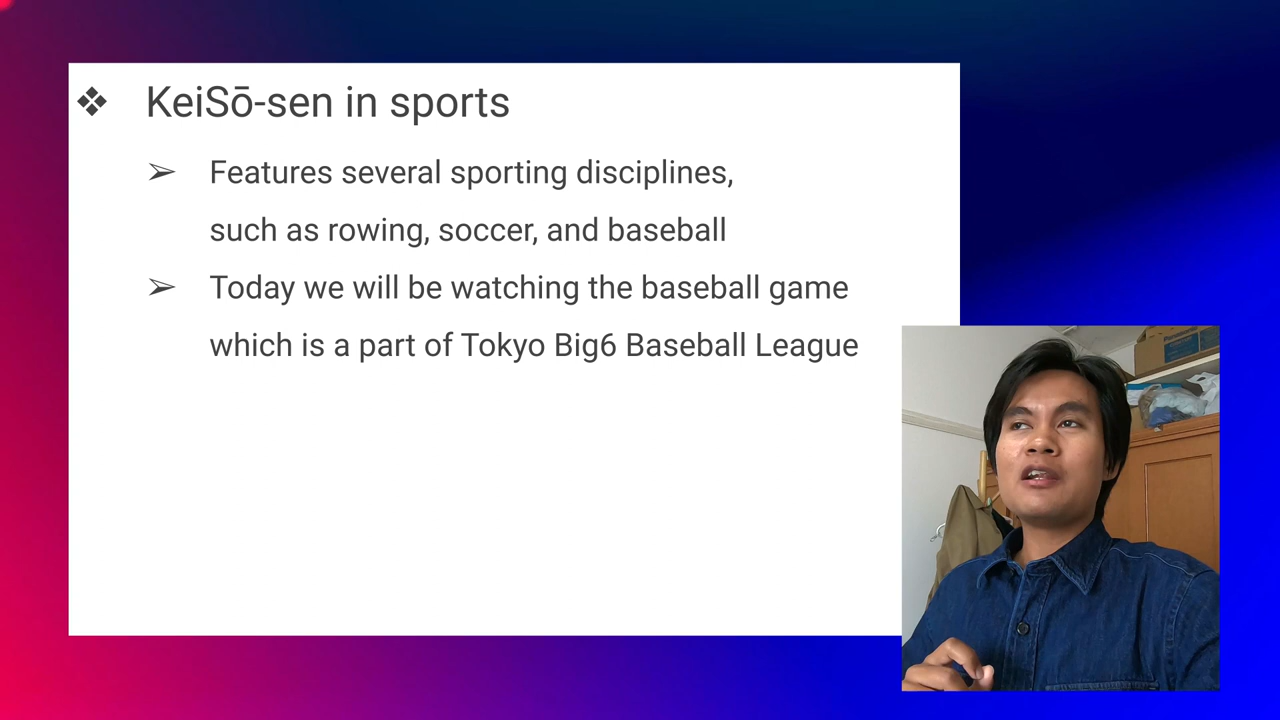 ❖ KeiSō-sen in sports
➢ Features several sporting disciplines,
such as rowing, soccer, and baseball
➢ Today we will be watching the baseball game
which is a part of Tokyo Big6 Baseball League